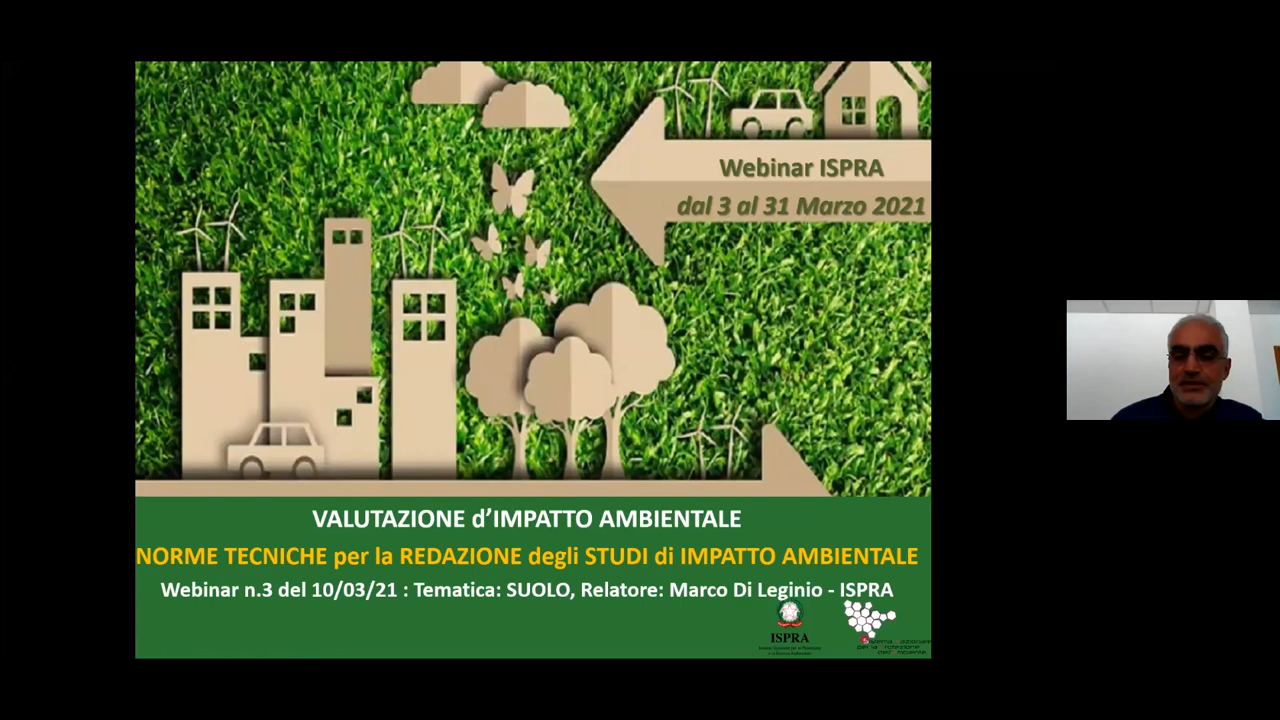 Webinar ISPRA
dal 3 al 31 Marzo 2021
VALUTAZIONE d’IMPATTO AMBIENTALE
NORME TECNICHE per la REDAZIONE degli STUDI di IMPATTO AMBIENTALE
Webinar n.3 del 10/03/21 : Tematica: SUOLO, Relatore: Marco Di Leginio - ISPRA
ISPRA